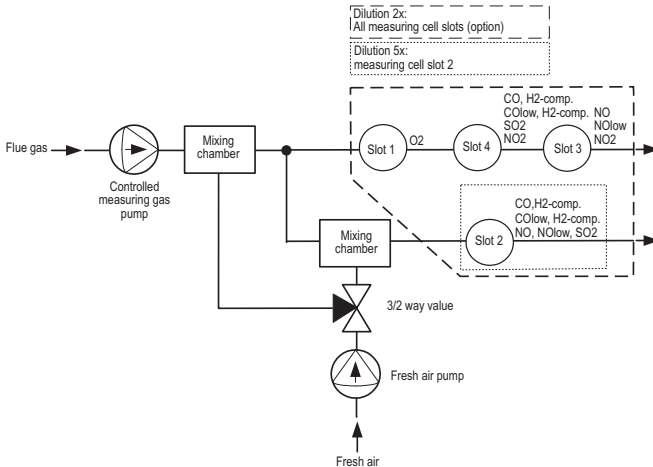 Dilution 2x:
All measuring cell slots (option)
Dilution 5x:
measuring cell slot 2
CO, H2-comp.
COlow, H2-comp.
SO2
NO2
NO
NOlow
NO2
Flue gas
Mixing
chamber
Slot 1
O2
Slot 4
Slot 3
Controlled
measuring gas
pump
CO,H2-comp.
COlow, H2-comp.
NO, NOlow, SO2
Mixing
chamber
Slot 2
3/2 way value
Fresh air pump
Fresh air